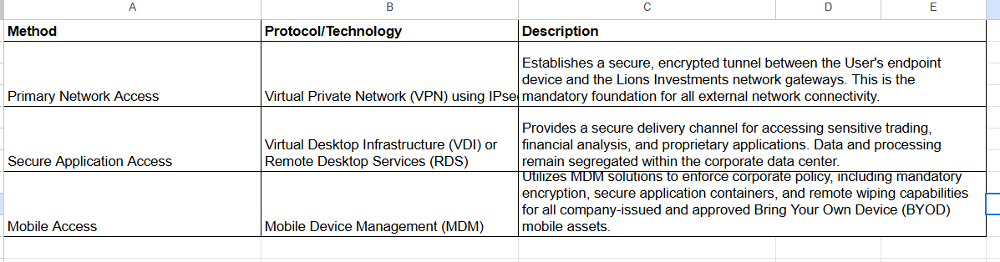 A B C D E
Method Protocol/Technology Description
Establishes a secure, encrypted tunnel between the User's endpoint
device and the Lions Investments network gateways. This is the
Primary Network Access Virtual Private Network (VPN) using IPsec mandatory foundation for all external network connectivity.
Provides a secure delivery channel for accessing sensitive trading,
Virtual Desktop Infrastructure (VDI) or financial analysis, and proprietary applications. Data and processing
Secure Application Access Remote Desktop Services (RDS) remain segregated within the corporate data center.
Utilizes MDM solutions to enforce corporate policy, including mandatory
encryption, secure application containers, and remote wiping capabilities
for all company-issued and approved Bring Your Own Device (BYOD)
Mobile Access Mobile Device Management (MDM) mobile assets.